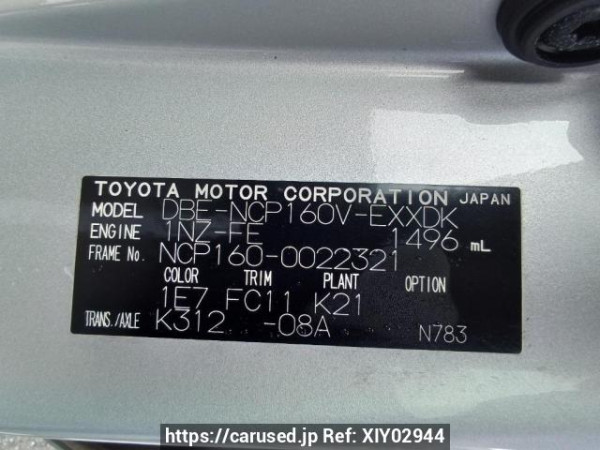 TOYOTA MOTOR CORPORATION JAPAN
MODEL DBE-NCP160V-EXXDK
ENGINE 1NZ-FE 1496 mL
FRAME No. NCP160-0022321
COLOR TRIM PLANT OPTION
1E7 FC11 K21
TRANS./AXLE K312 -08A
N783
https://carused.jp Ref: XIY02944